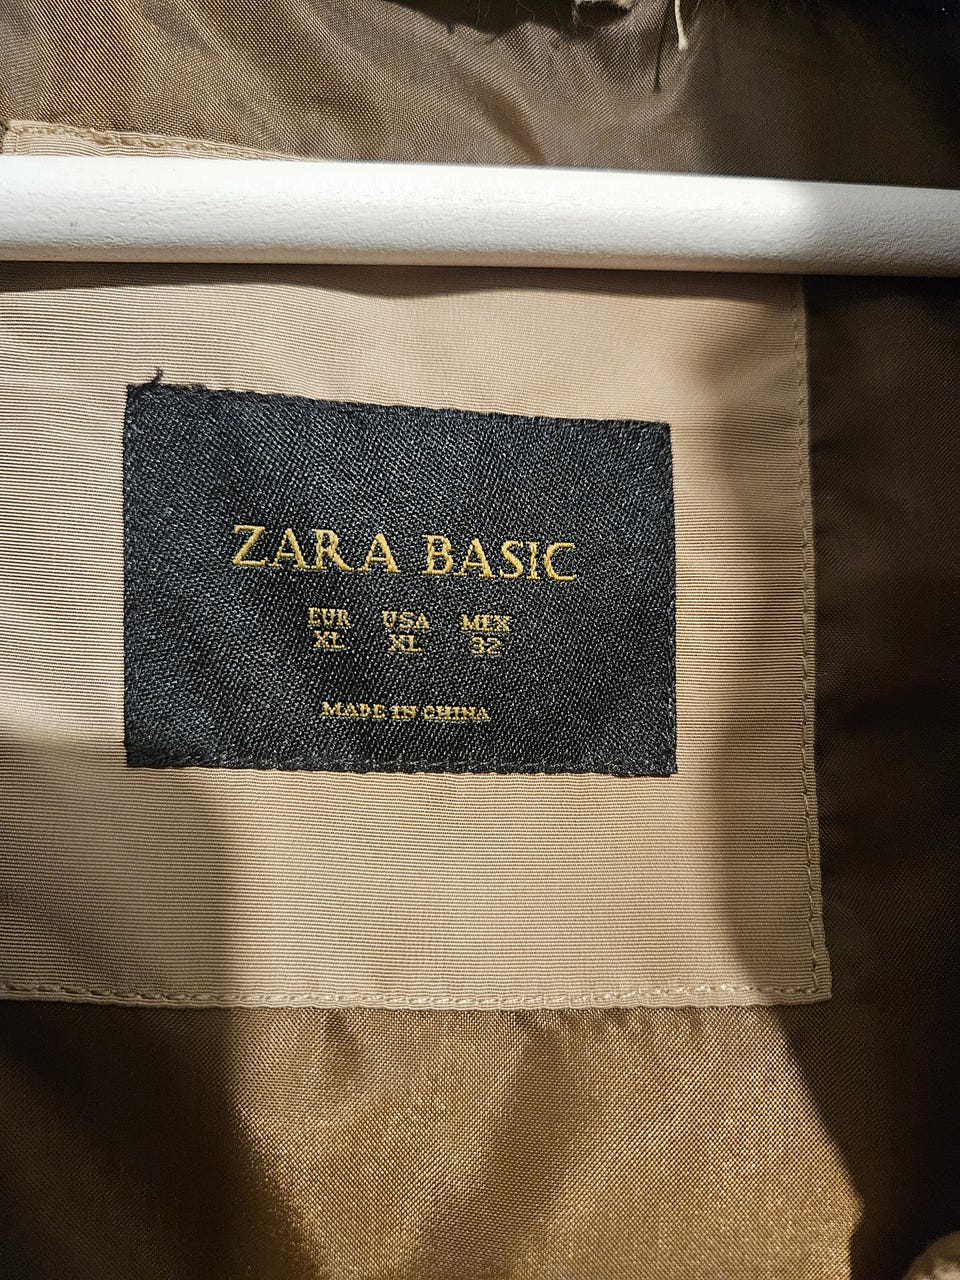 ZARA BASIC
EUR USA MEX
XL XL 32
MADE IN CHINA